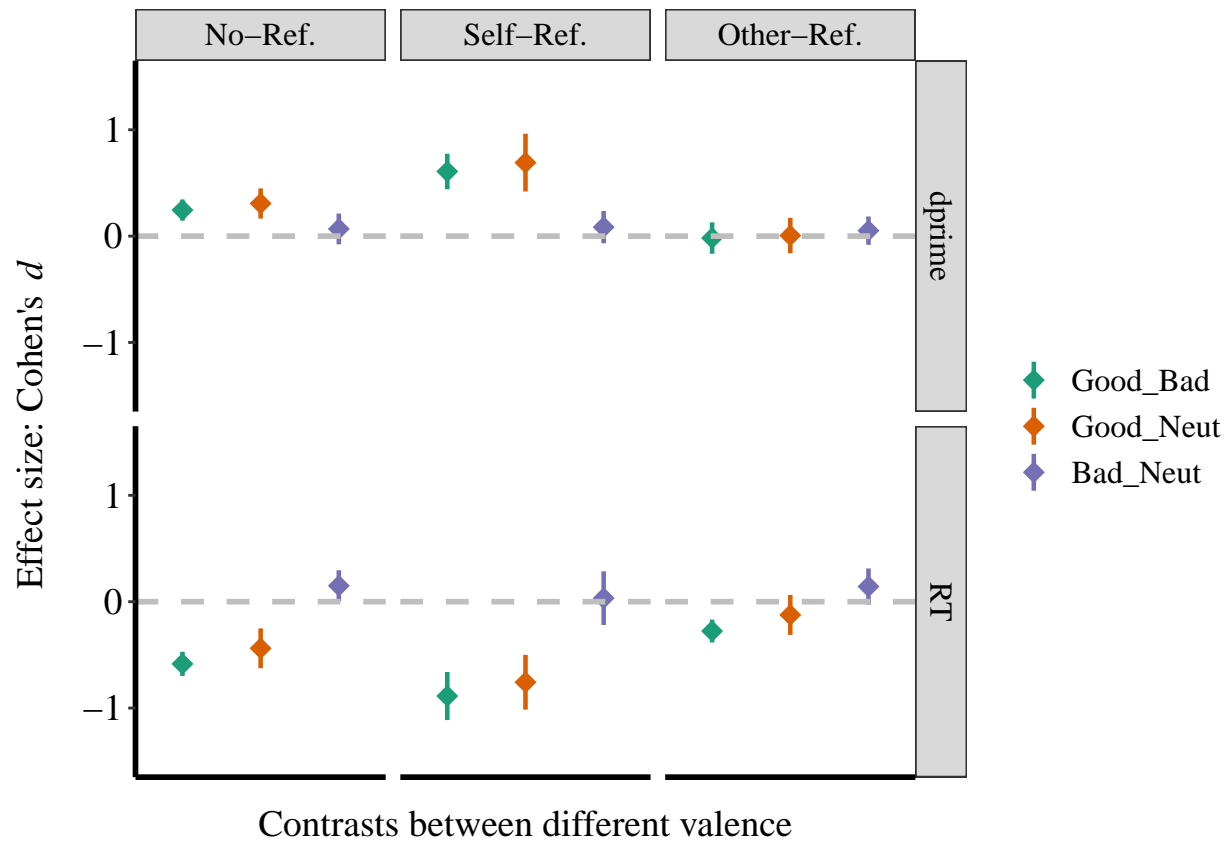 No−Ref.
Self−Ref.
Other−Ref.
1
0
−1
dprime
1
0
−1
RT
Effect size: Cohen's d
Good_Bad
Good_Neut
Bad_Neut
Contrasts between different valence